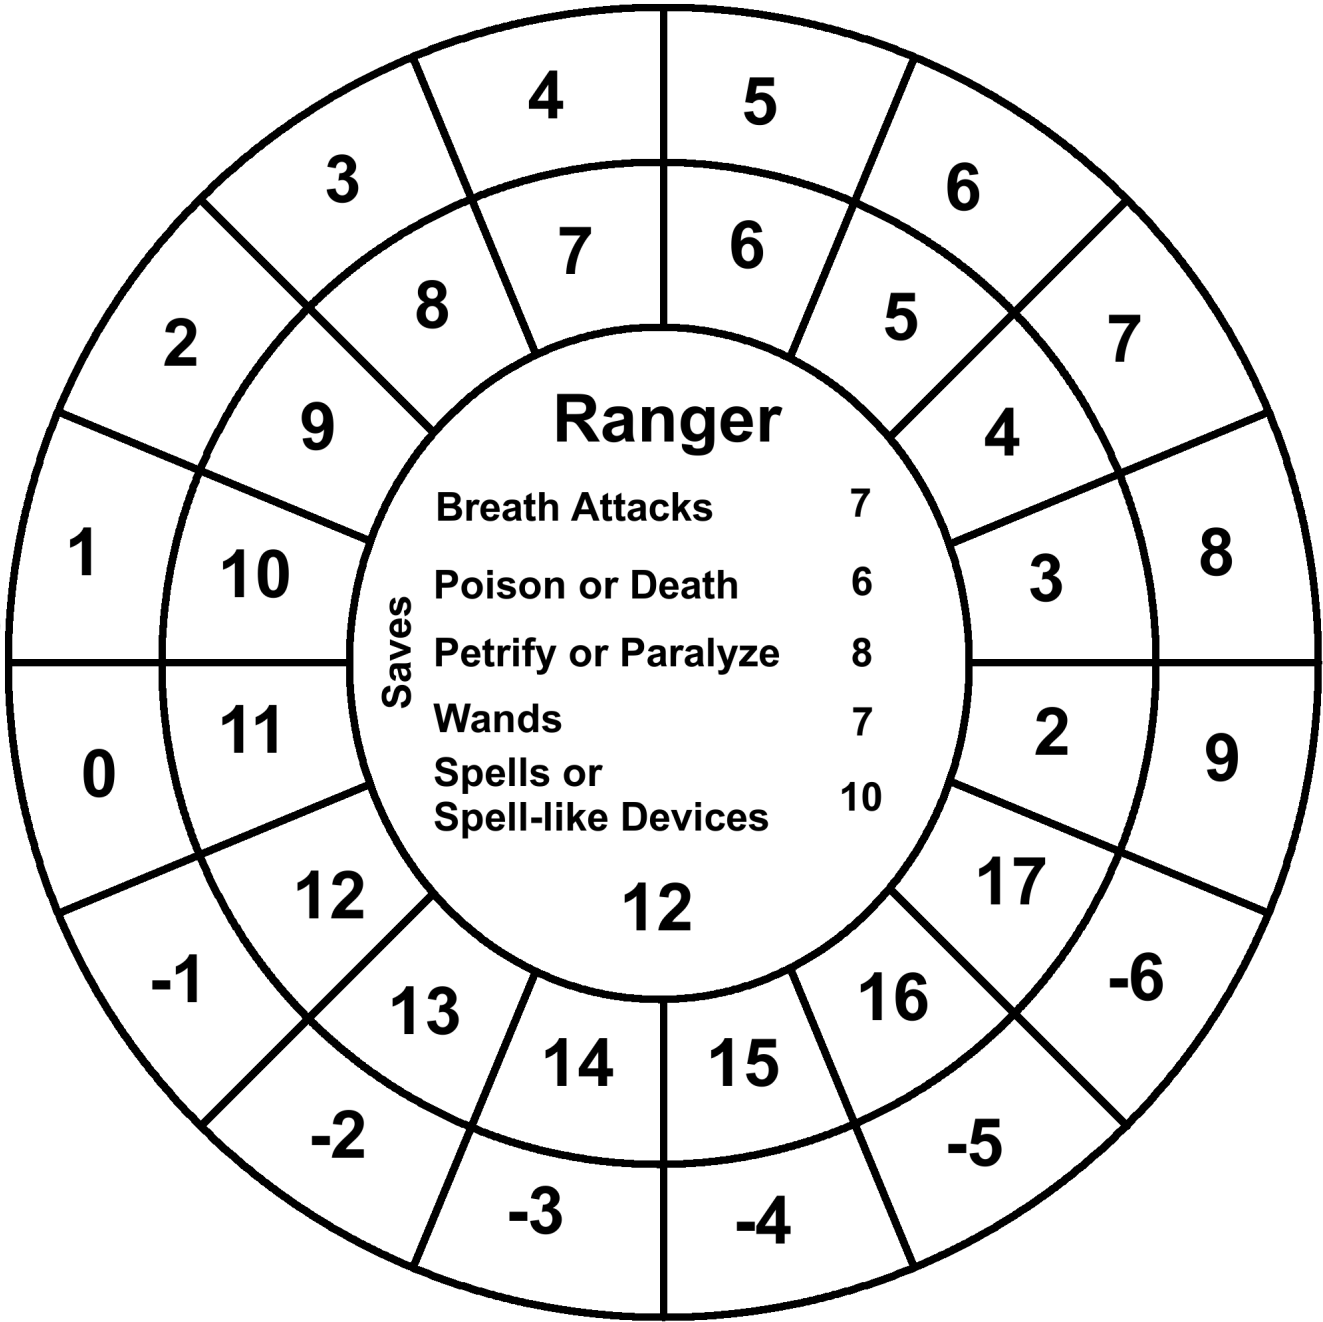 4 5
3 6
7 6
2 8 5 7
9 4
1 10 3 8
Ranger
Breath Attacks 7
Poison or Death 6
Petrify or Paralyze 8
Wands 7
Spells or
Spell-like Devices 10
Saves
12
0 11 2 9
12 17
-1 13 16 -6
14 15
-2 -5
-3 -4